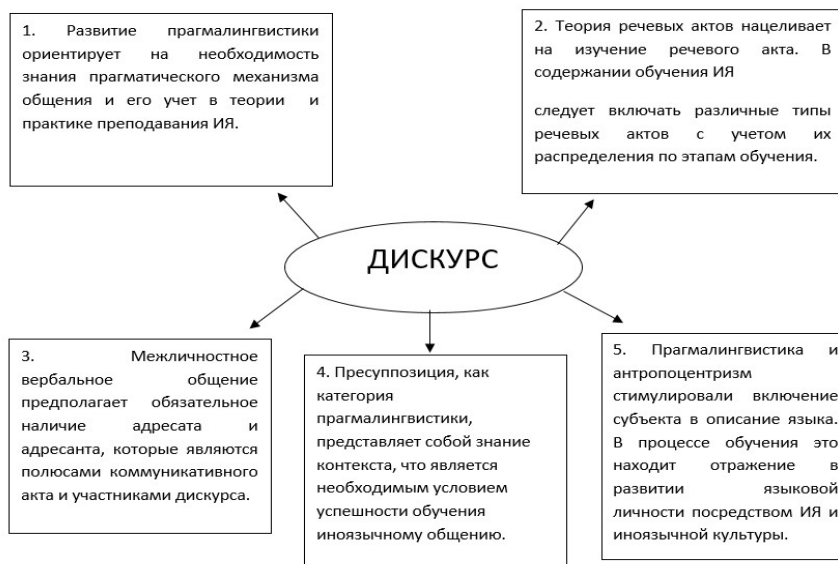 1. Развитие прагмалингвистики
ориентирует на необходимость
знания прагматического механизма
общения и его учет в теории и
практике преподавания ИЯ.
2. Теория речевых актов нацеливает
на изучение речевого акта. В
содержании обучения ИЯ
следует включать различные типы
речевых актов с учетом их
распределения по этапам обучения.
ДИСКУРС
3. Межличностное
вербальное общение
предполагает обязательное
наличие адресата и
адресанта, которые являются
полюсами коммуникативного
акта и участниками дискурса.
4. Пресуппозиция, как
категория
прагмалингвистики,
представляет собой знание
контекста, что является
необходимым условием
успешности обучения
иноязычному общению.
5. Прагмалингвистика и
антропоцентризм
стимулировали включение
субъекта в описание языка.
В процессе обучения это
находит отражение в
развитии языковой
личности посредством ИЯ и
иноязычной культуры.